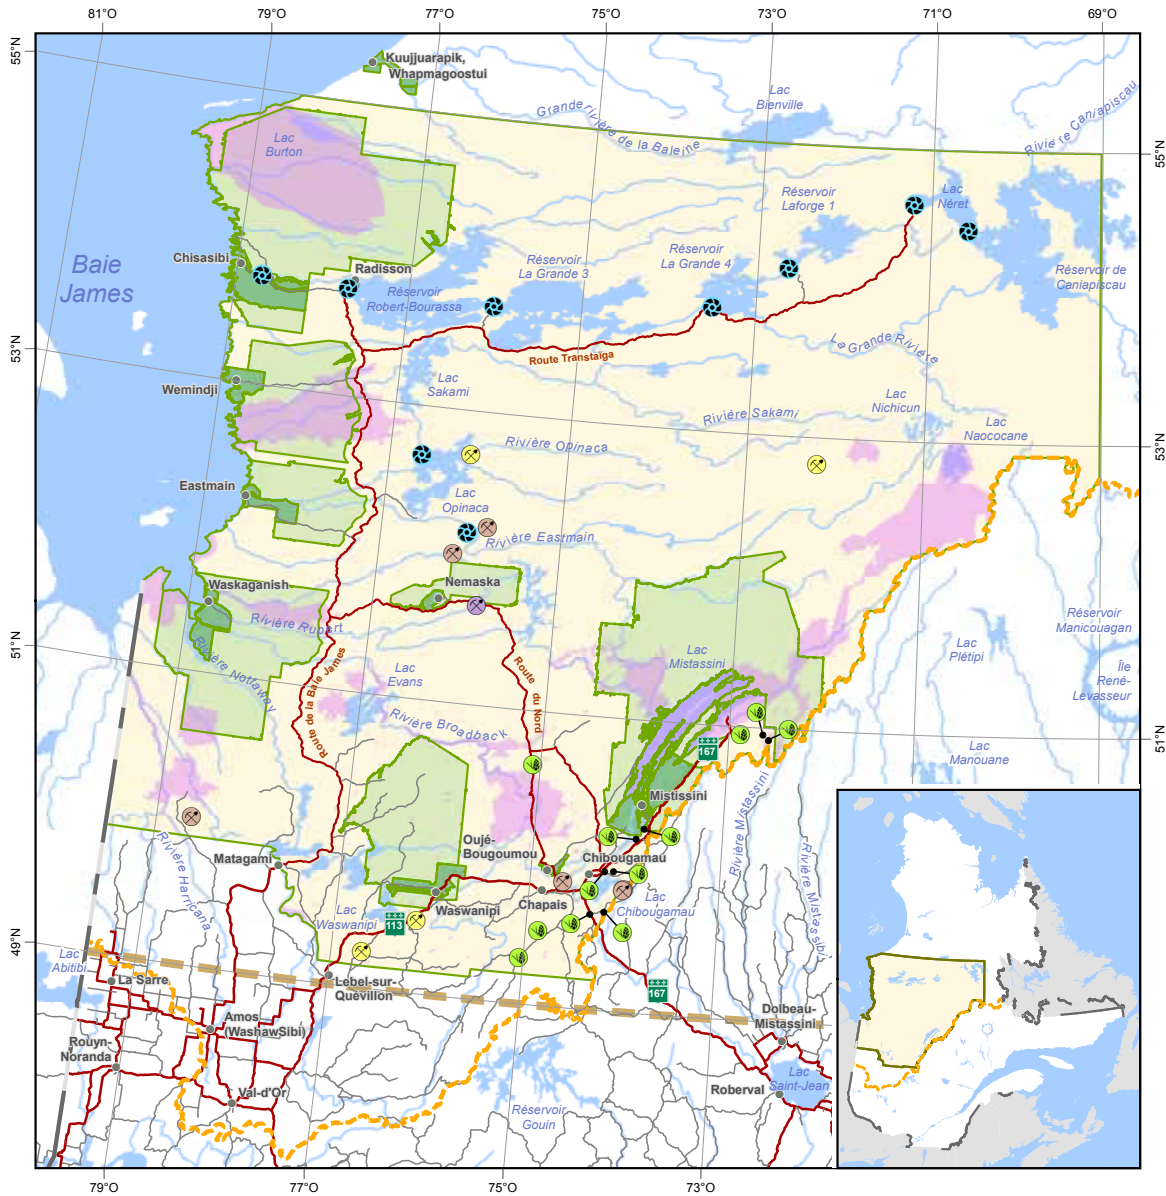 81°O
79°O
77°O
75°O
73°O
71°O
69°O
55°N
55°N
Kuujjuarapik,
Whapmagoostui
Lac
Bienville
Grande rivière de la Baleine
Rivière Caniapiscau
Lac
Burton
Réservoir
Laforge 1
Lac
Néret
Baie
James
Chisasibi
Radisson
Réservoir
La Grande 3
Réservoir
La Grande 4
Réservoir de
Caniapiscau
Réservoir
Robert-Bourassa
53°N
Route Transtaïga
La Grande Rivière
Wemindji
Lac
Sakami
Rivière Sakami
Lac
Nichicun
Lac
Naococane
53°N
Rivière Opinaca
Eastmain
Lac
Opinaca
Rivière Eastmain
Nemaska
Waskaganish
Rivière Rupert
Rivière Nottaway
51°N
Réservoir
Manicouagan
Lac
Plétipi
Île
René-
Levasseur
Lac
Mistassini
Lac
Evans
Route du Nord
Route de la Baie James
Rivière Broadback
167
Lac
Manouane
51°N
Mistissini
Rivière Mistassini
Rivière Mistassibi
Rivière Harricana
Matagami
Oujé-
Bougoumou
Chibougamau
Waswanipi
Chapais
Lac
Chibougamau
Lac
Waswanipi
113
49°N
Lac
Abitibi
La Sarre
Lebel-sur-
Quévillon
167
Amos
(WashawSibi)
Dolbeau-
Mistassini
Rouyn-
Noranda
Val-d'Or
Roberval
Lac
Saint-Jean
Réservoir
Gouin
79°O
77°O
75°O
73°O